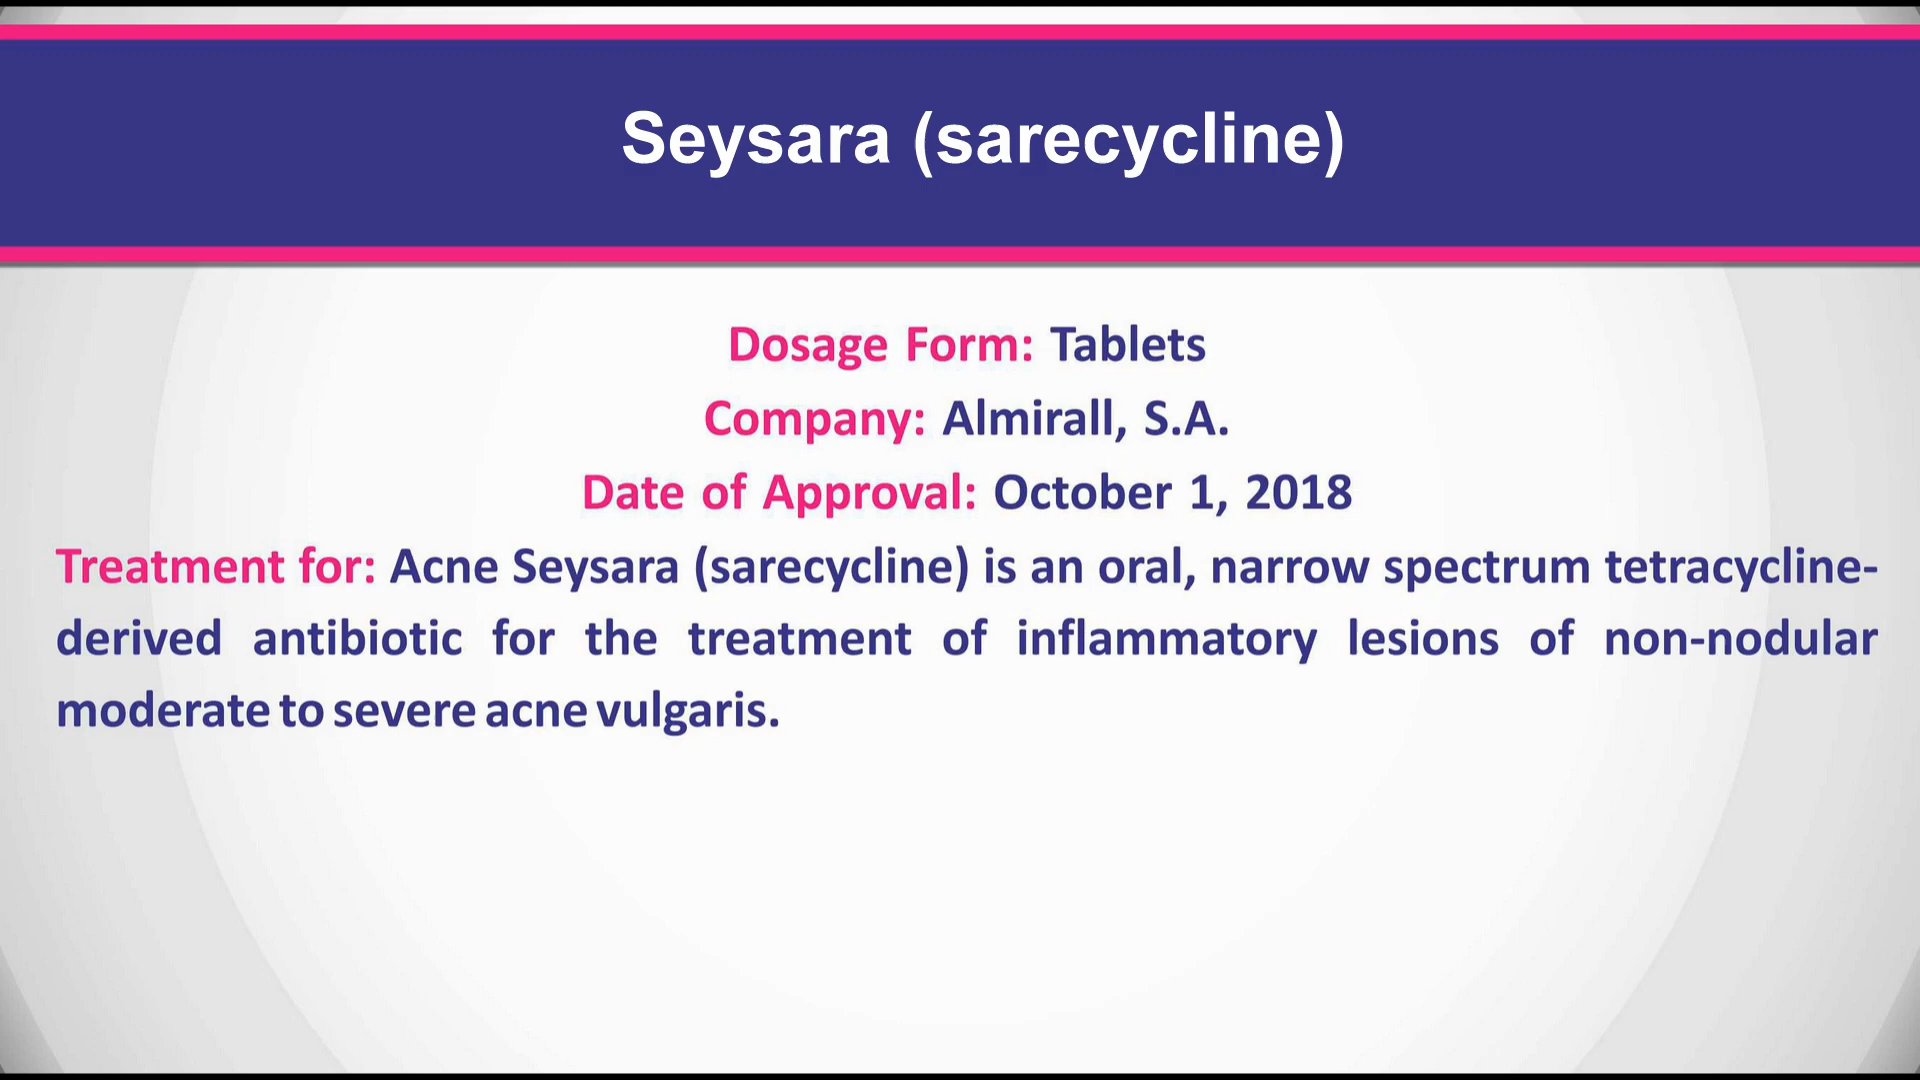 Seysara (sarecycline)
Dosage Form: Tablets
Company: Almirall, S.A.
Date of Approval: October 1, 2018
Treatment for: Acne Seysara (sarecycline) is an oral, narrow spectrum tetracycline-
derived antibiotic for the treatment of inflammatory lesions of non-nodular
moderate to severe acne vulgaris.